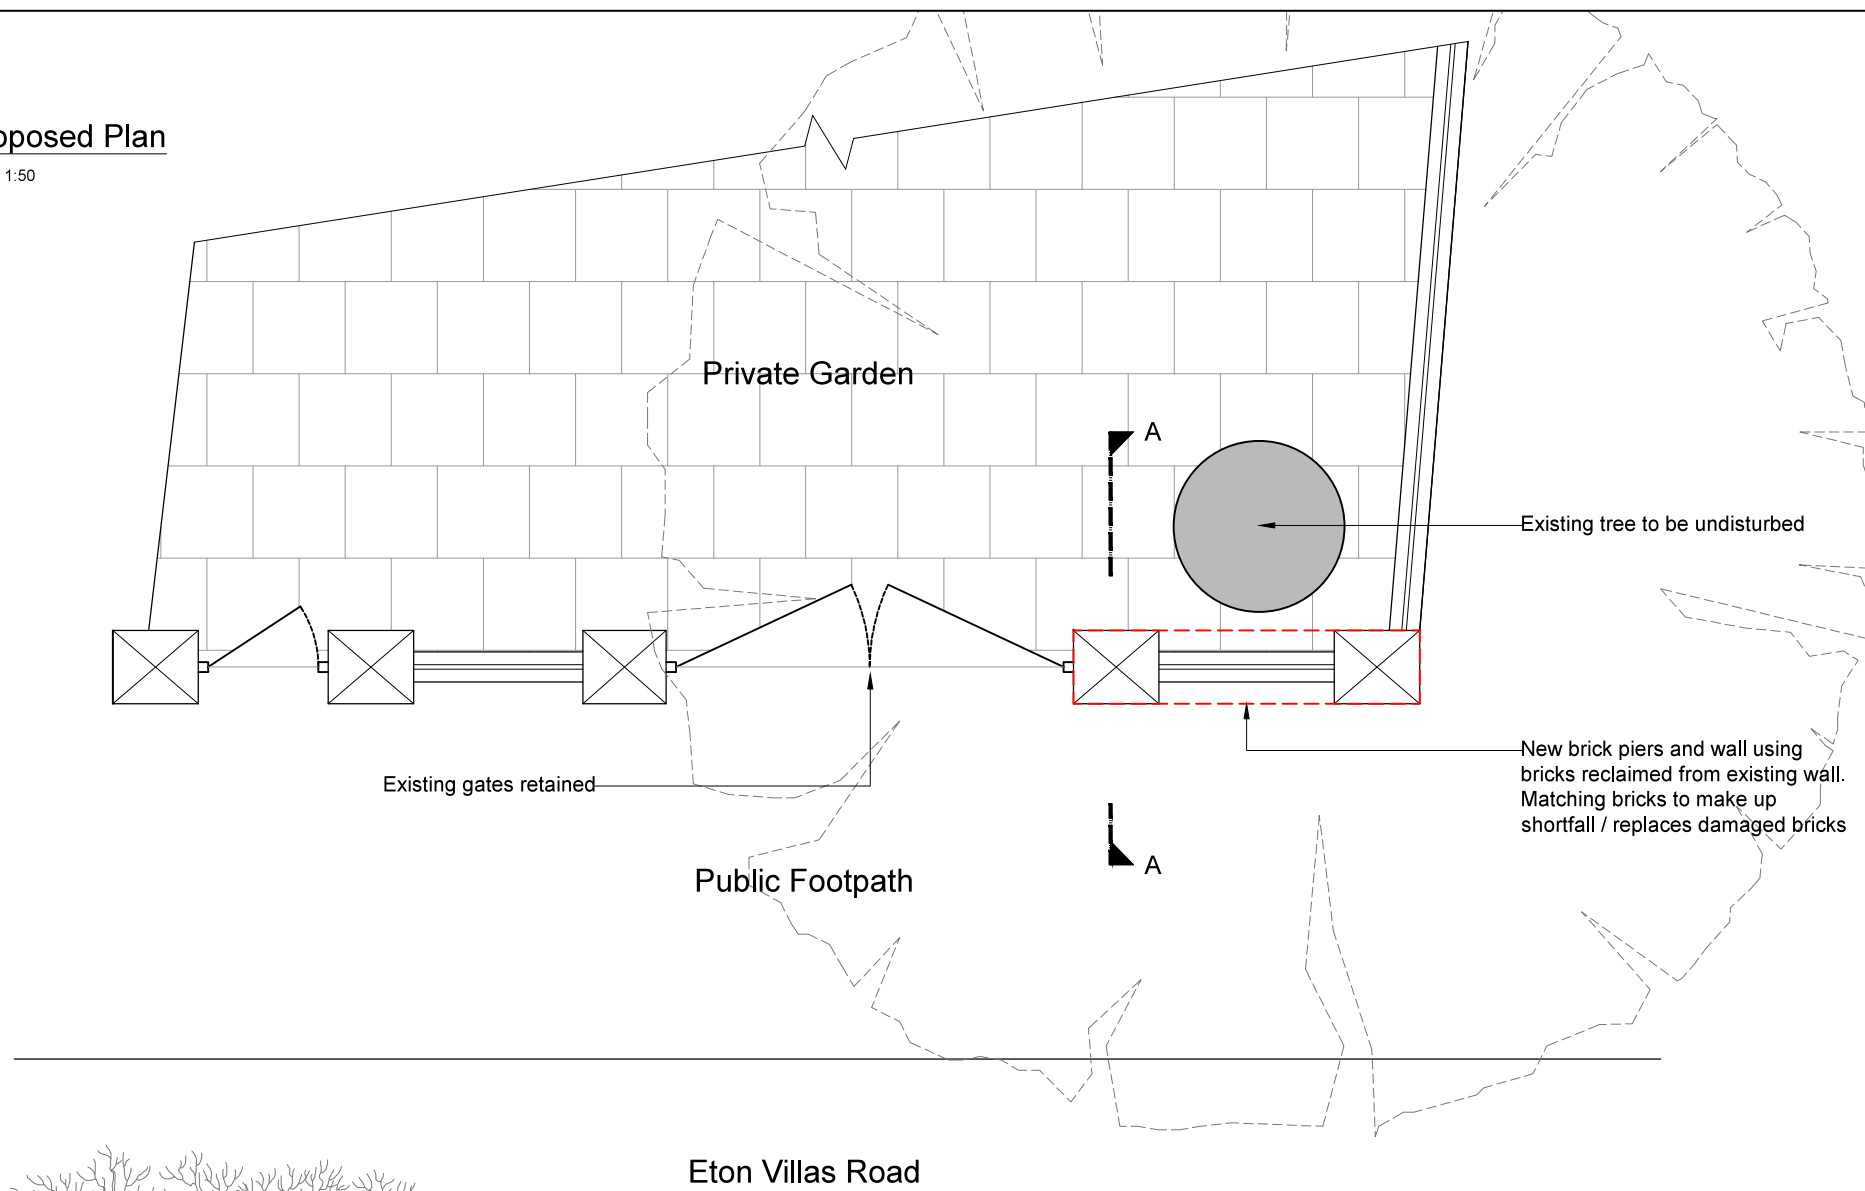 oposed Plan
1:50
Private Garden
A
Existing tree to be undisturbed
New brick piers and wall using
bricks reclaimed from existing wall.
Matching bricks to make up
shortfall / replaces damaged bricks
Existing gates retained
A
Public Footpath
Eton Villas Road